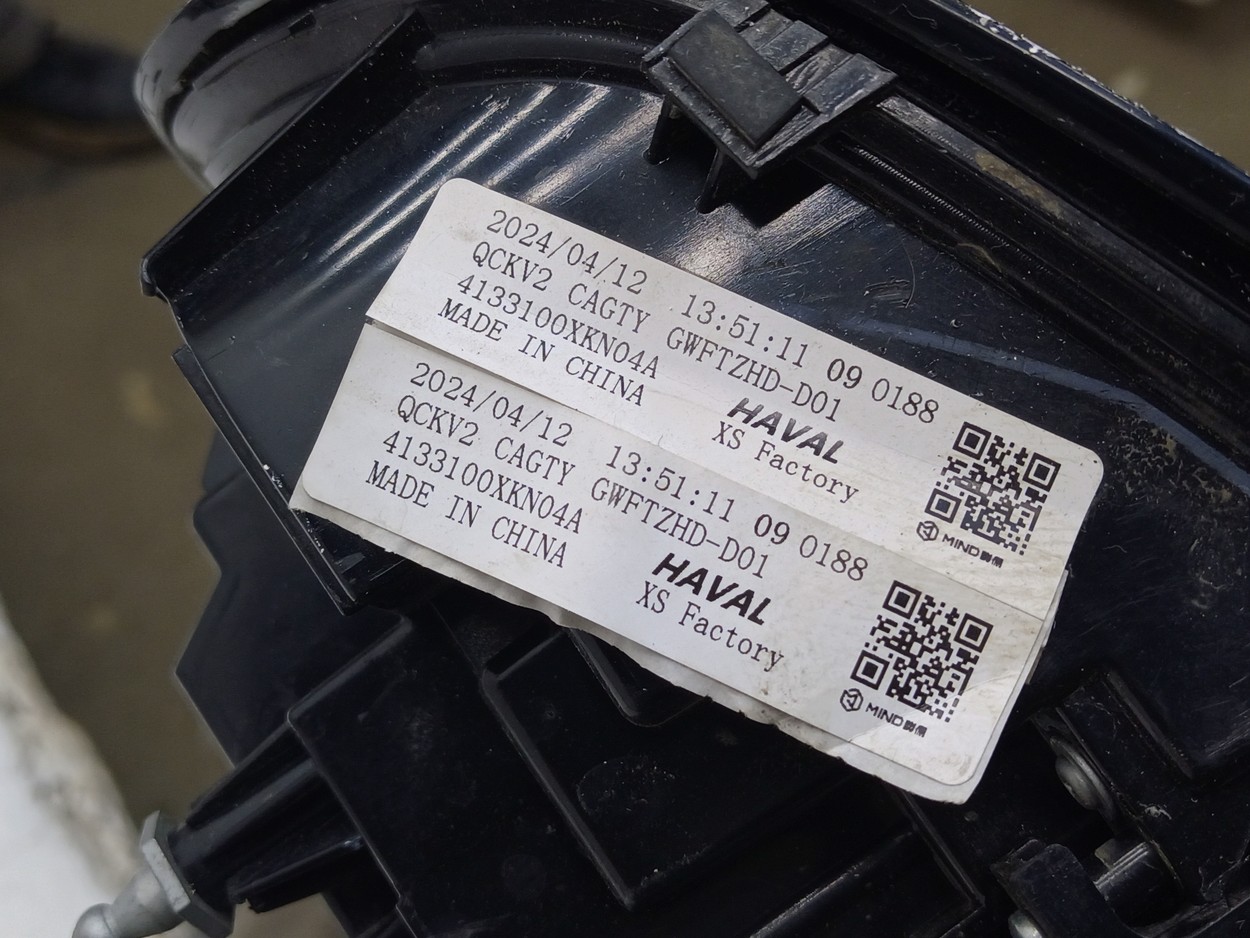 2024/04/12 13:51:11 09 0188
QCKV2 CAGTY GWFTZHD-D01
4133100XKN04A HAVAL
MADE IN CHINA XS Factory
MIND
2024/04/12 13:51:11 09 0188
QCKV2 CAGTY GWFTZHD-D01
4133100XKN04A HAVAL
MADE IN CHINA XS Factory
MIND